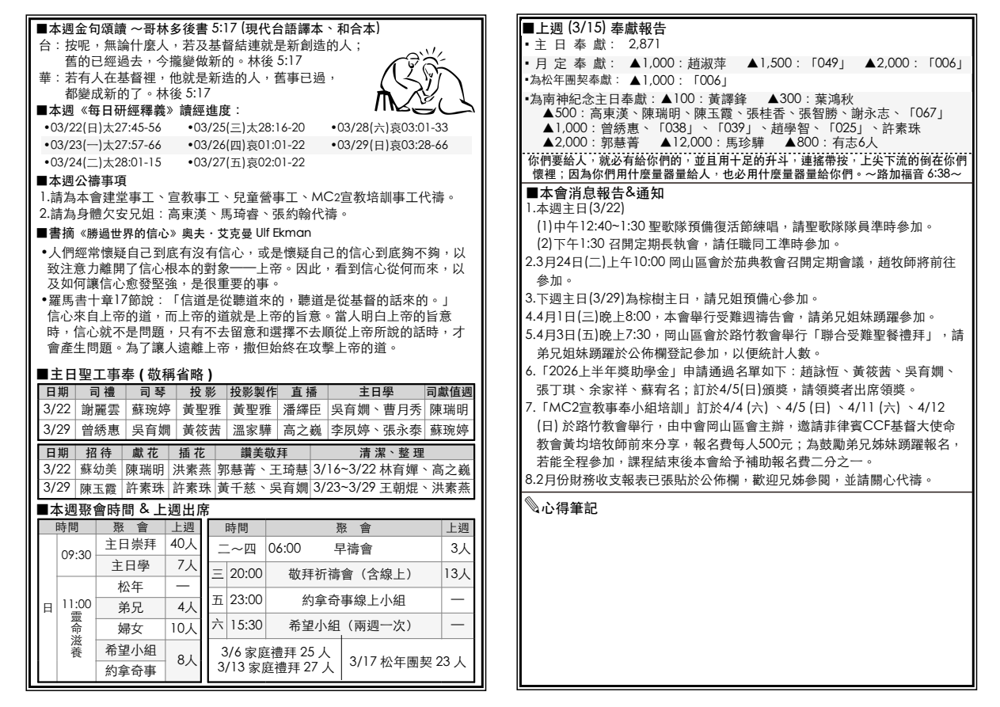 ■本週金句頌讀 ～哥林多後書 5:17 (現代台語譯本、和合本)
台：按呢，無論什麼人，若及基督結連就是新創造的人；
舊的已經過去，今攏變做新的。林後 5:17
華：若有人在基督裡，他就是新造的人，舊事已過，
都變成新的了。林後 5:17
■本週《每日研經釋義》讀經進度：
•03/22(日)太27:45-56 •03/25(三)太28:16-20 •03/28(六)哀03:01-33
•03/23(一)太27:57-66 •03/26(四)哀01:01-22 •03/29(日)哀03:28-66
•03/24(二)太28:01-15 •03/27(五)哀02:01-22
■本週公禱事項
1.請為本會建堂事工、宣教事工、兒童營事工、MC2宣教培訓事工代禱。
2.請為身體欠安兄姐：高東漢、馬琦睿、張約翰代禱。
■書摘《勝過世界的信心》奧夫．艾克曼 Ulf Ekman
•人們經常懷疑自己到底有沒有信心，或是懷疑自己的信心到底夠不夠，以
致注意力離開了信心根本的對象——上帝。因此，看到信心從何而來，以
及如何讓信心愈發堅強，是很重要的事。
•羅馬書十章17節說：「信道是從聽道來的，聽道是從基督的話來的。」
信心來自上帝的道，而上帝的道就是上帝的旨意。當人明白上帝的旨意
時，信心就不是問題，只有不去留意和選擇不去順從上帝所說的話時，才
會產生問題。為了讓人遠離上帝，撒但始終在攻擊上帝的道。
■主日聖工事奉 ( 敬稱省略 )
日期 司禮 司琴 投影 投影製作 直播 主日學 司獻值週
3/22 謝麗雲 蘇琬婷 黃聖雅 黃聖雅 潘繹臣 吳育嫺、曹月秀 陳瑞明
3/29 曾綉惠 吳育嫺 黃筱茜 溫家驊 高之巍 李夙婷、張永泰 蘇琬婷
日期 招待 獻花 插花 讚美敬拜 清潔、整理
3/22 蘇幼美 陳瑞明 洪素燕 郭慧菁、王琦慧 3/16~3/22 林育嬋、高之巍
3/29 陳玉霞 許素珠 許素珠 黃千慈、吳育嫺 3/23~3/29 王朝焜、洪素燕
■本週聚會時間 & 上週出席
時間 聚 會 上週
日 09:30 主日崇拜 40人
主日學 7人
11:00 靈命滋養 松年 —
弟兄 4人
婦女 10人
希望小組 8人
約拿奇事
時間 聚 會 上週
二～四 06:00 早禱會 3人
三 20:00 敬拜祈禱會（含線上） 13人
五 23:00 約拿奇事線上小組 —
六 15:30 希望小組（兩週一次） —
3/6 家庭禮拜 25 人
3/13 家庭禮拜 27 人
3/17 松年團契 23 人
■上週 (3/15) 奉獻報告
▪主 日 奉 獻： 2,871
▪月 定 奉 獻： ▲1,000：趙淑萍 ▲1,500：「049」 ▲2,000：「006」
▪為松年團契奉獻： ▲1,000：「006」
▪為南神紀念主日奉獻：▲100：黃譯鋒 ▲300：葉鴻秋
▲500：高東漢、陳瑞明、陳玉霞、張桂香、張智勝、謝永志、「067」
▲1,000：曾綉惠、「038」、「039」、趙學智、「025」、許素珠
▲2,000：郭慧菁 ▲12,000：馬珍驊 ▲800：有志6人
你們要給人，就必有給你們的，並且用十足的升斗，連搖帶按，上尖下流的倒在你們
懷裡；因為你們用什麼量器量給人，也必用什麼量器量給你們。～路加福音 6:38～
■本會消息報告&通知
1.本週主日(3/22)
(1)中午12:40~1:30 聖歌隊預備復活節練唱，請聖歌隊隊員準時參加。
(2)下午1:30 召開定期長執會，請任職同工準時參加。
2.3月24日(二)上午10:00 岡山區會於茄典教會召開定期會議，趙牧師將前往
參加。
3.下週主日(3/29)為棕樹主日，請兄姐預備心參加。
4.4月1日(三)晚上8:00，本會舉行受難週禱告會，請弟兄姐妹踴躍參加。
5.4月3日(五)晚上7:30，岡山區會於路竹教會舉行「聯合受難聖餐禮拜」，請
弟兄姐妹踴躍於公佈欄登記參加，以便統計人數。
6.「2026上半年獎助學金」申請通過名單如下：趙詠恆、黃筱茜、吳育嫺、
張丁琪、余家祥、蘇宥名；訂於4/5(日)頒獎，請領獎者出席領獎。
7.「MC2宣教事奉小組培訓」訂於4/4 (六) 、4/5 (日) 、4/11 (六) 、4/12
(日) 於路竹教會舉行，由中會岡山區會主辦，邀請菲律賓CCF基督大使命
教會黃均培牧師前來分享，報名費每人500元；為鼓勵弟兄姊妹踴躍報名，
若能全程參加，課程結束後本會給予補助報名費二分之一。
8.2月份財務收支報表已張貼於公佈欄，歡迎兄姊參閱，並請關心代禱。
心得筆記